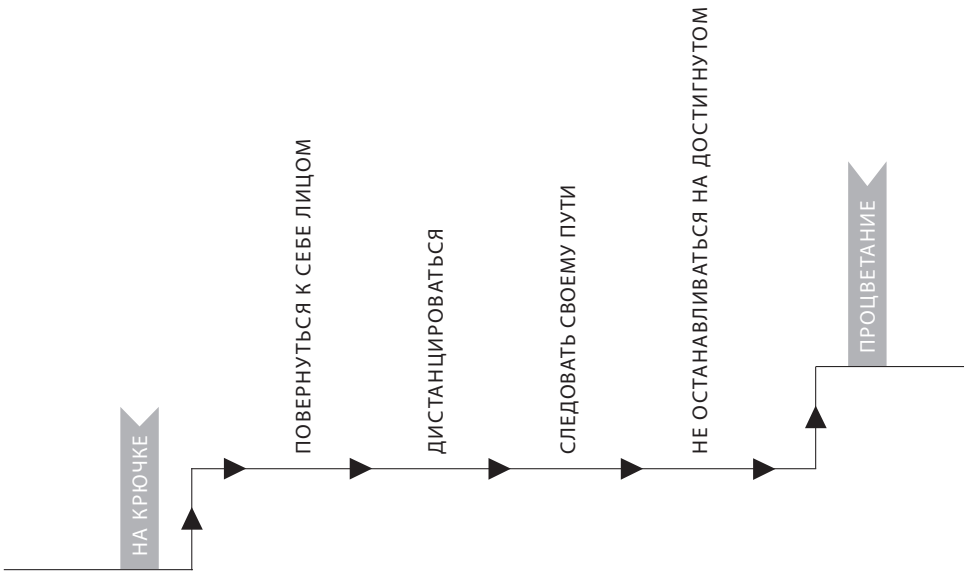 НА КРЮЧКЕ
ПОВЕРНУТЬСЯ К СЕБЕ ЛИЦОМ
ДИСТАНЦИРОВАТЬСЯ
СЛЕДОВАТЬ СВОЕМУ ПУТИ
НЕ ОСТАНАВЛИВАТЬСЯ НА ДОСТИГНУТОМ
ПРОЦВЕТАНИЕ